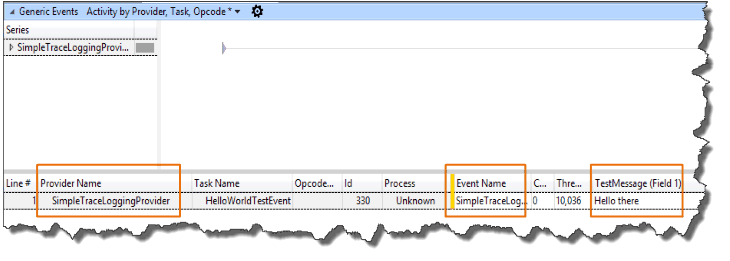 Generic Events Activity by Provider, Task, Opcode *
Series
SimpleTraceLoggingProvi...
Line # Provider Name Task Name Opcode... Id Process Event Name C... Thre... TestMessage (Field 1)
1 SimpleTraceLoggingProvider HelloWorldTestEvent 330 Unknown SimpleTraceLog... 0 10,036 Hello there